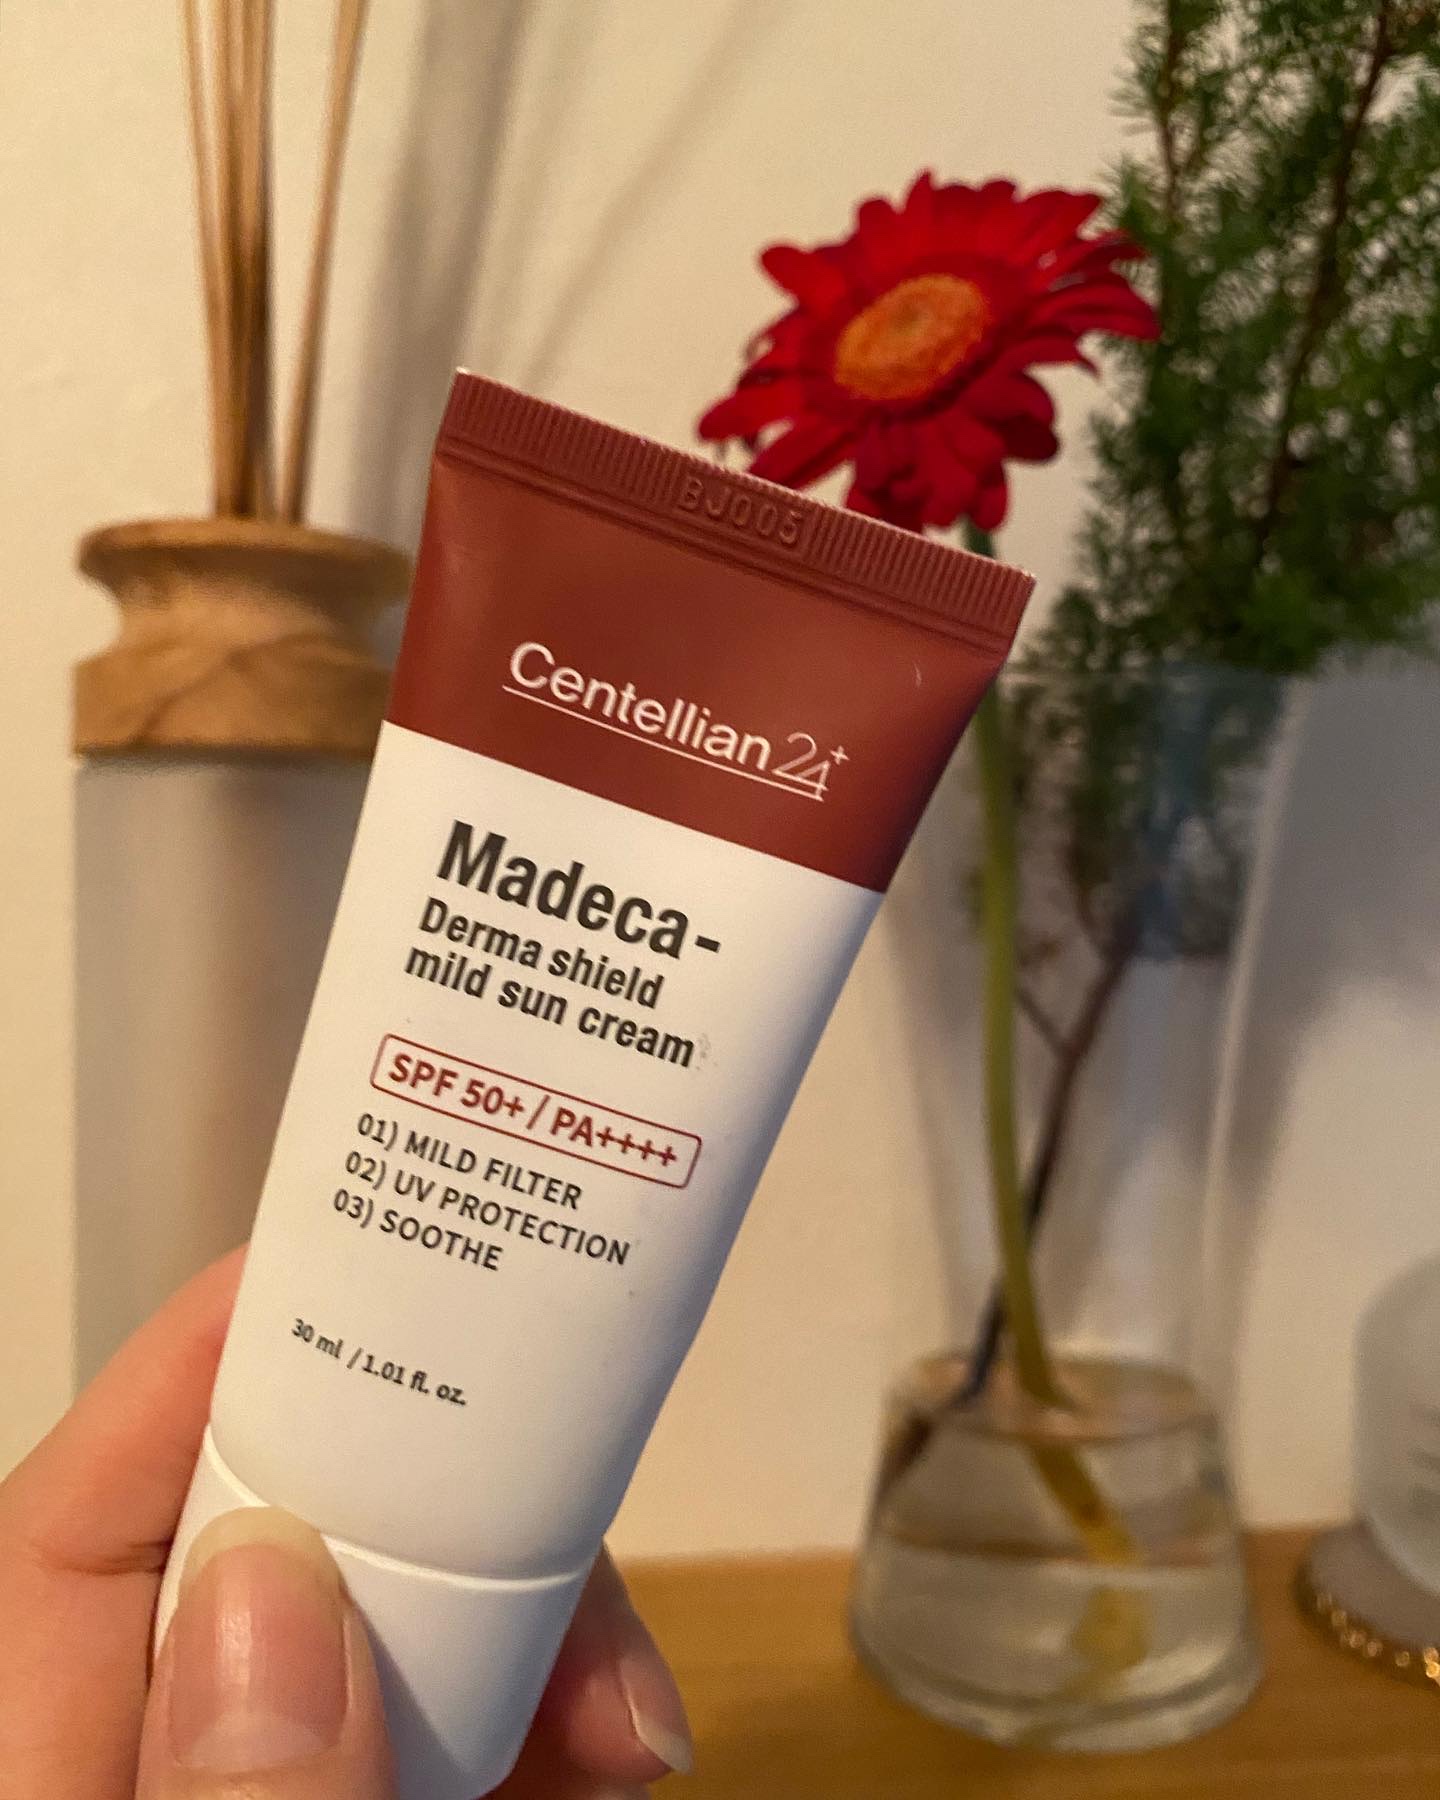 BJ005
Centellian24+
Madeca-
Derma shield
mild sun cream
SPF 50+ / PA++++
01) MILD FILTER
02) UV PROTECTION
03) SOOTHE
30 ml / 1.01 fl. oz.